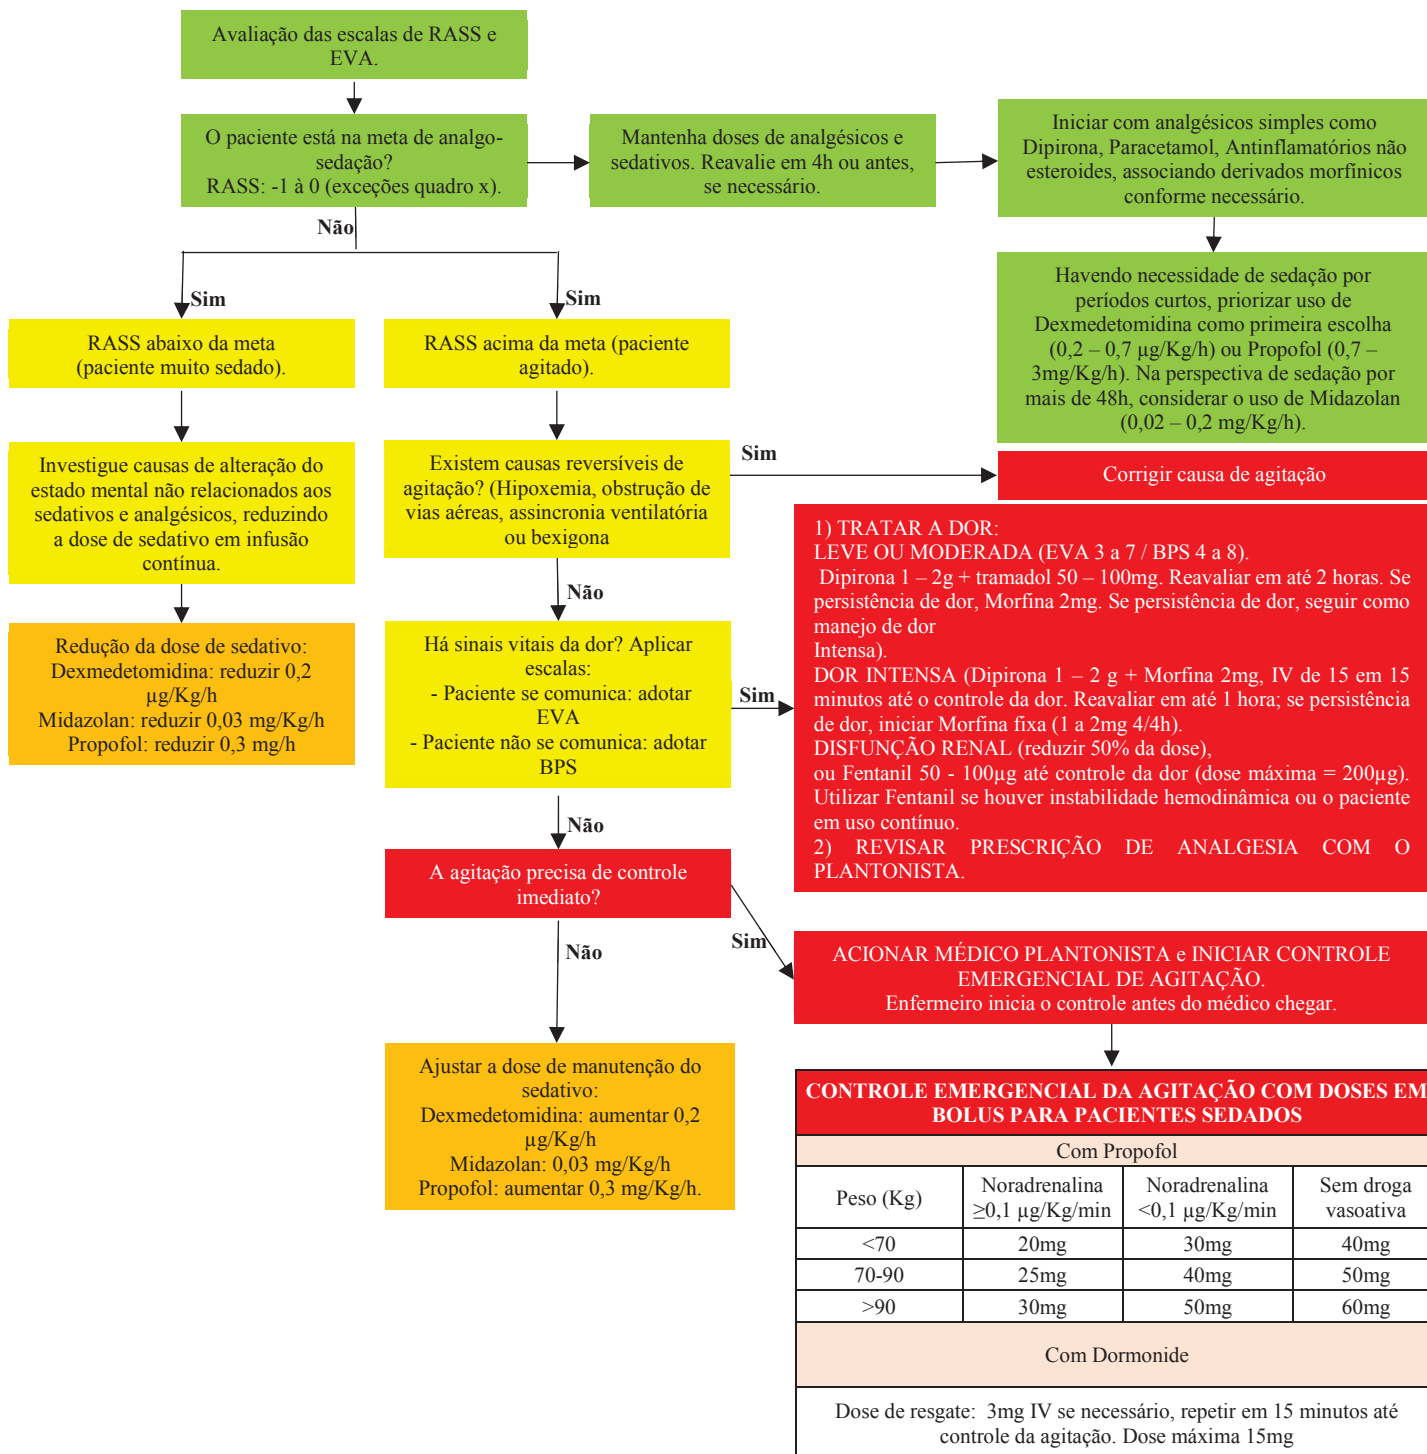 Avaliação das escalas de RASS e
EVA.
O paciente está na meta de analgo-
sedação?
RASS: -1 à 0 (exceções quadro x).
Mantenha doses de analgésicos e
sedativos. Reavalie em 4h ou antes,
se necessário.
Iniciar com analgésicos simples como
Dipirona, Paracetamol, Antinflamatórios não
esteroides, associando derivados morfínicos
conforme necessário.
Havendo necessidade de sedação por
períodos curtos, priorizar uso de
Dexmedetomidina como primeira escolha
(0,2 – 0,7 µg/Kg/h) ou Propofol (0,7 –
3mg/Kg/h). Na perspectiva de sedação por
mais de 48h, considerar o uso de Midazolan
(0,02 – 0,2 mg/Kg/h).
Não
Sim
Sim
RASS abaixo da meta
(paciente muito sedado).
RASS acima da meta (paciente
agitado).
Investigue causas de alteração do
estado mental não relacionados aos
sedativos e analgésicos, reduzindo
a dose de sedativo em infusão
contínua.
Existem causas reversíveis de
agitação? (Hipoxemia, obstrução de
vias aéreas, assincronia ventilatória
ou bexigona
Sim
Corrigir causa de agitação
Não
Redução da dose de sedativo:
Dexmedetomidina: reduzir 0,2
µg/Kg/h
Midazolan: reduzir 0,03 mg/Kg/h
Propofol: reduzir 0,3 mg/h
Há sinais vitais da dor? Aplicar
escalas:
- Paciente se comunica: adotar
EVA
- Paciente não se comunica: adotar
BPS
Sim
1) TRATAR A DOR:
LEVE OU MODERADA (EVA 3 a 7 / BPS 4 a 8).
Dipirona 1 – 2g + tramadol 50 – 100mg. Reavaliar em até 2 horas. Se
persistência de dor, Morfina 2mg. Se persistência de dor, seguir como
manejo de dor
Intensa).
DOR INTENSA (Dipirona 1 – 2 g + Morfina 2mg, IV de 15 em 15
minutos até o controle da dor. Reavaliar em até 1 hora; se persistência
de dor, iniciar Morfina fixa (1 a 2mg 4/4h).
DISFUNÇÃO RENAL (reduzir 50% da dose),
ou Fentanil 50 - 100µg até controle da dor (dose máxima = 200µg).
Utilizar Fentanil se houver instabilidade hemodinâmica ou o paciente
em uso contínuo.
2) REVISAR PRESCRIÇÃO DE ANALGESIA COM O
PLANTONISTA.
Não
A agitação precisa de controle
imediato?
Sim
Não
ACIONAR MÉDICO PLANTONISTA e INICIAR CONTROLE
EMERGENCIAL DE AGITAÇÃO.
Enfermeiro inicia o controle antes do médico chegar.
Ajustar a dose de manutenção do
sedativo:
Dexmedetomidina: aumentar 0,2
µg/Kg/h
Midazolan: 0,03 mg/Kg/h
Propofol: aumentar 0,3 mg/Kg/h.
CONTROLE EMERGENCIAL DA AGITAÇÃO COM DOSES EM
BOLUS PARA PACIENTES SEDADOS
Com Propofol
Peso (Kg) Noradrenalina ≥0,1 µg/Kg/min Noradrenalina <0,1 µg/Kg/min Sem droga vasoativa
<70 20mg 30mg 40mg
70-90 25mg 40mg 50mg
>90 30mg 50mg 60mg
Com Dormonide
Dose de resgate: 3mg IV se necessário, repetir em 15 minutos até
controle da agitação. Dose máxima 15mg